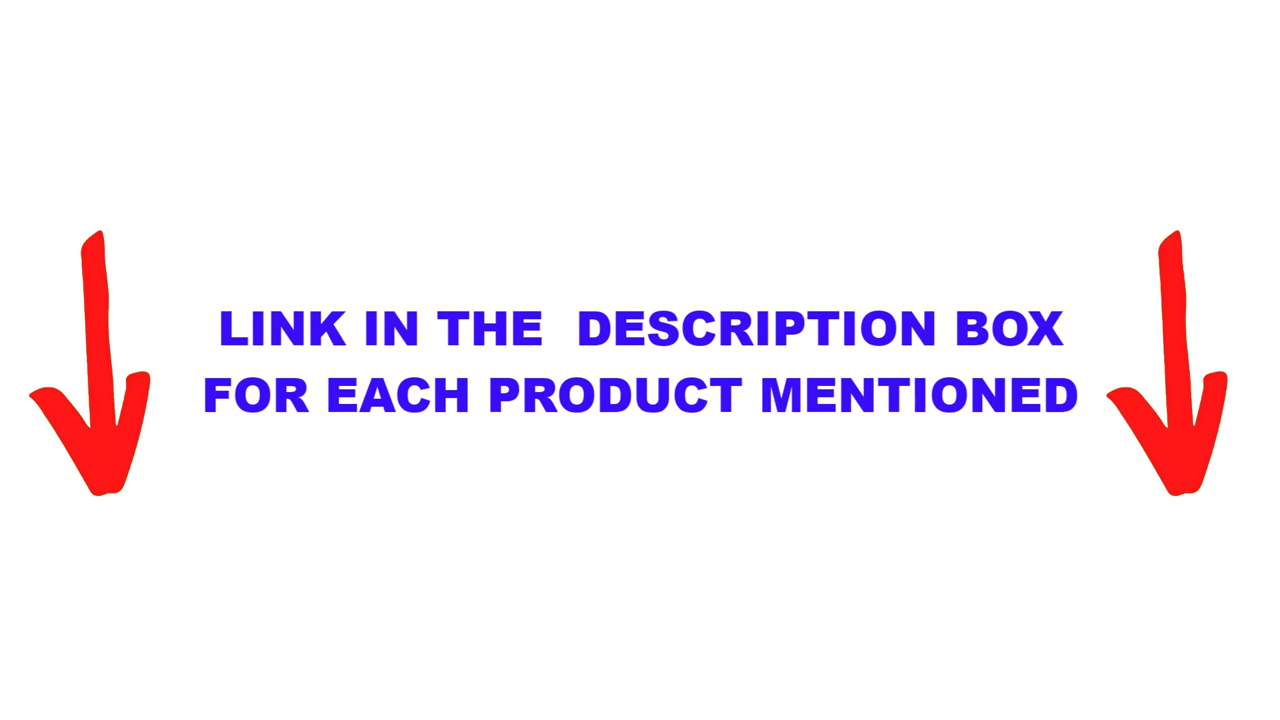 LINK IN THE  DESCRIPTION BOX
FOR EACH PRODUCT MENTIONED